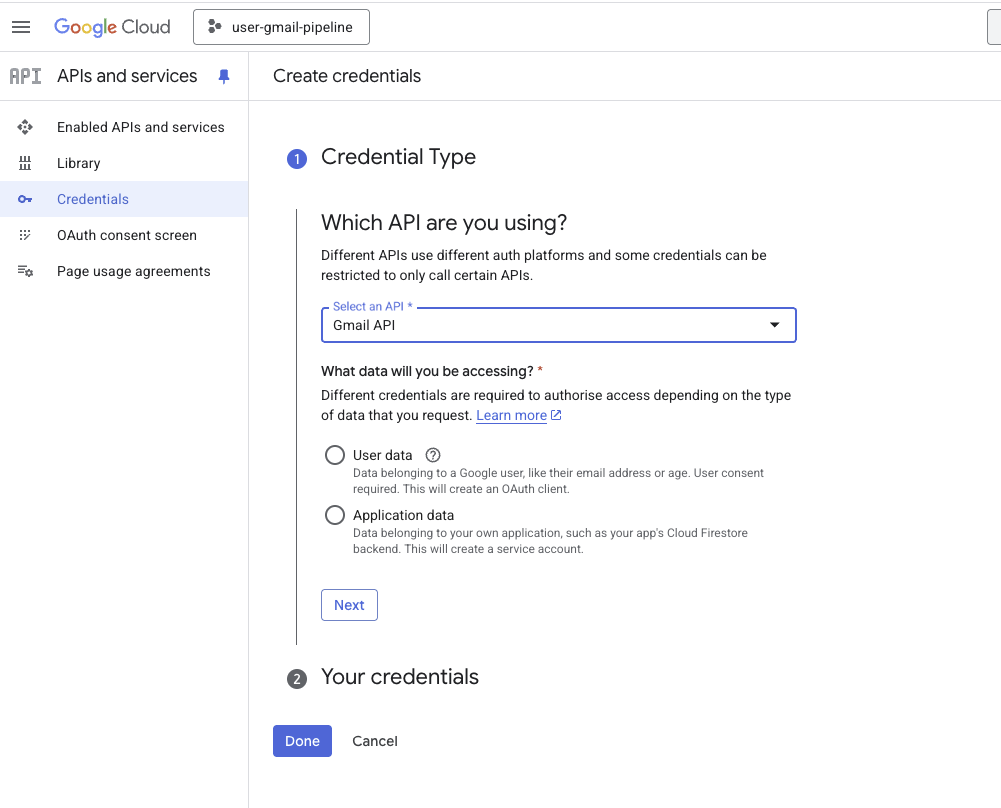 Google Cloud
user-gmail-pipeline
API APIs and services
Create credentials
Enabled APIs and services
Library
Credentials
OAuth consent screen
Page usage agreements
1 Credential Type
Which API are you using?
Different APIs use different auth platforms and some credentials can be
restricted to only call certain APIs.
Select an API *
Gmail API
What data will you be accessing? *
Different credentials are required to authorise access depending on the type
of data that you request. Learn more
User data
Data belonging to a Google user, like their email address or age. User consent
required. This will create an OAuth client.
Application data
Data belonging to your own application, such as your app's Cloud Firestore
backend. This will create a service account.
Next
2 Your credentials
Done
Cancel